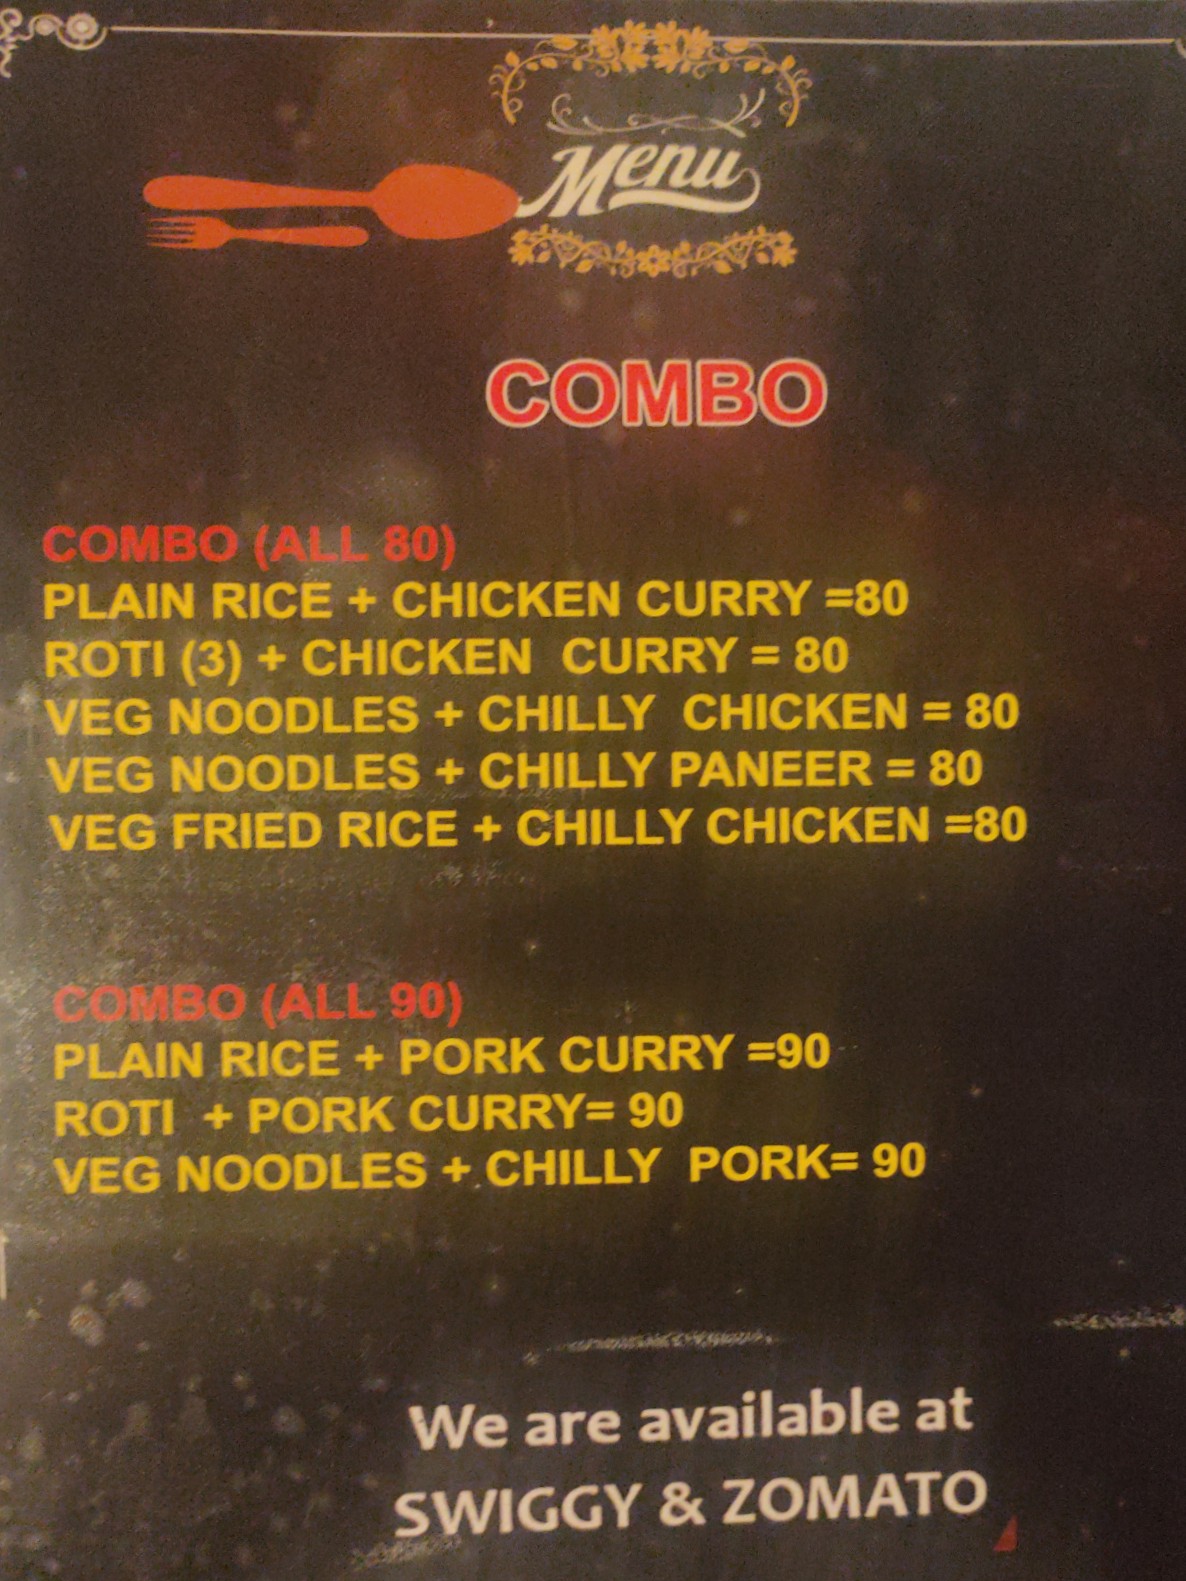 Menu
COMBO
COMBO (ALL 80)
PLAIN RICE + CHICKEN CURRY =80
ROTI (3) + CHICKEN CURRY = 80
VEG NOODLES + CHILLY CHICKEN = 80
VEG NOODLES + CHILLY PANEER = 80
VEG FRIED RICE + CHILLY CHICKEN =80
COMBO (ALL 90)
PLAIN RICE + PORK CURRY =90
ROTI + PORK CURRY= 90
VEG NOODLES + CHILLY PORK= 90
We are available at
SWIGGY & ZOMATO